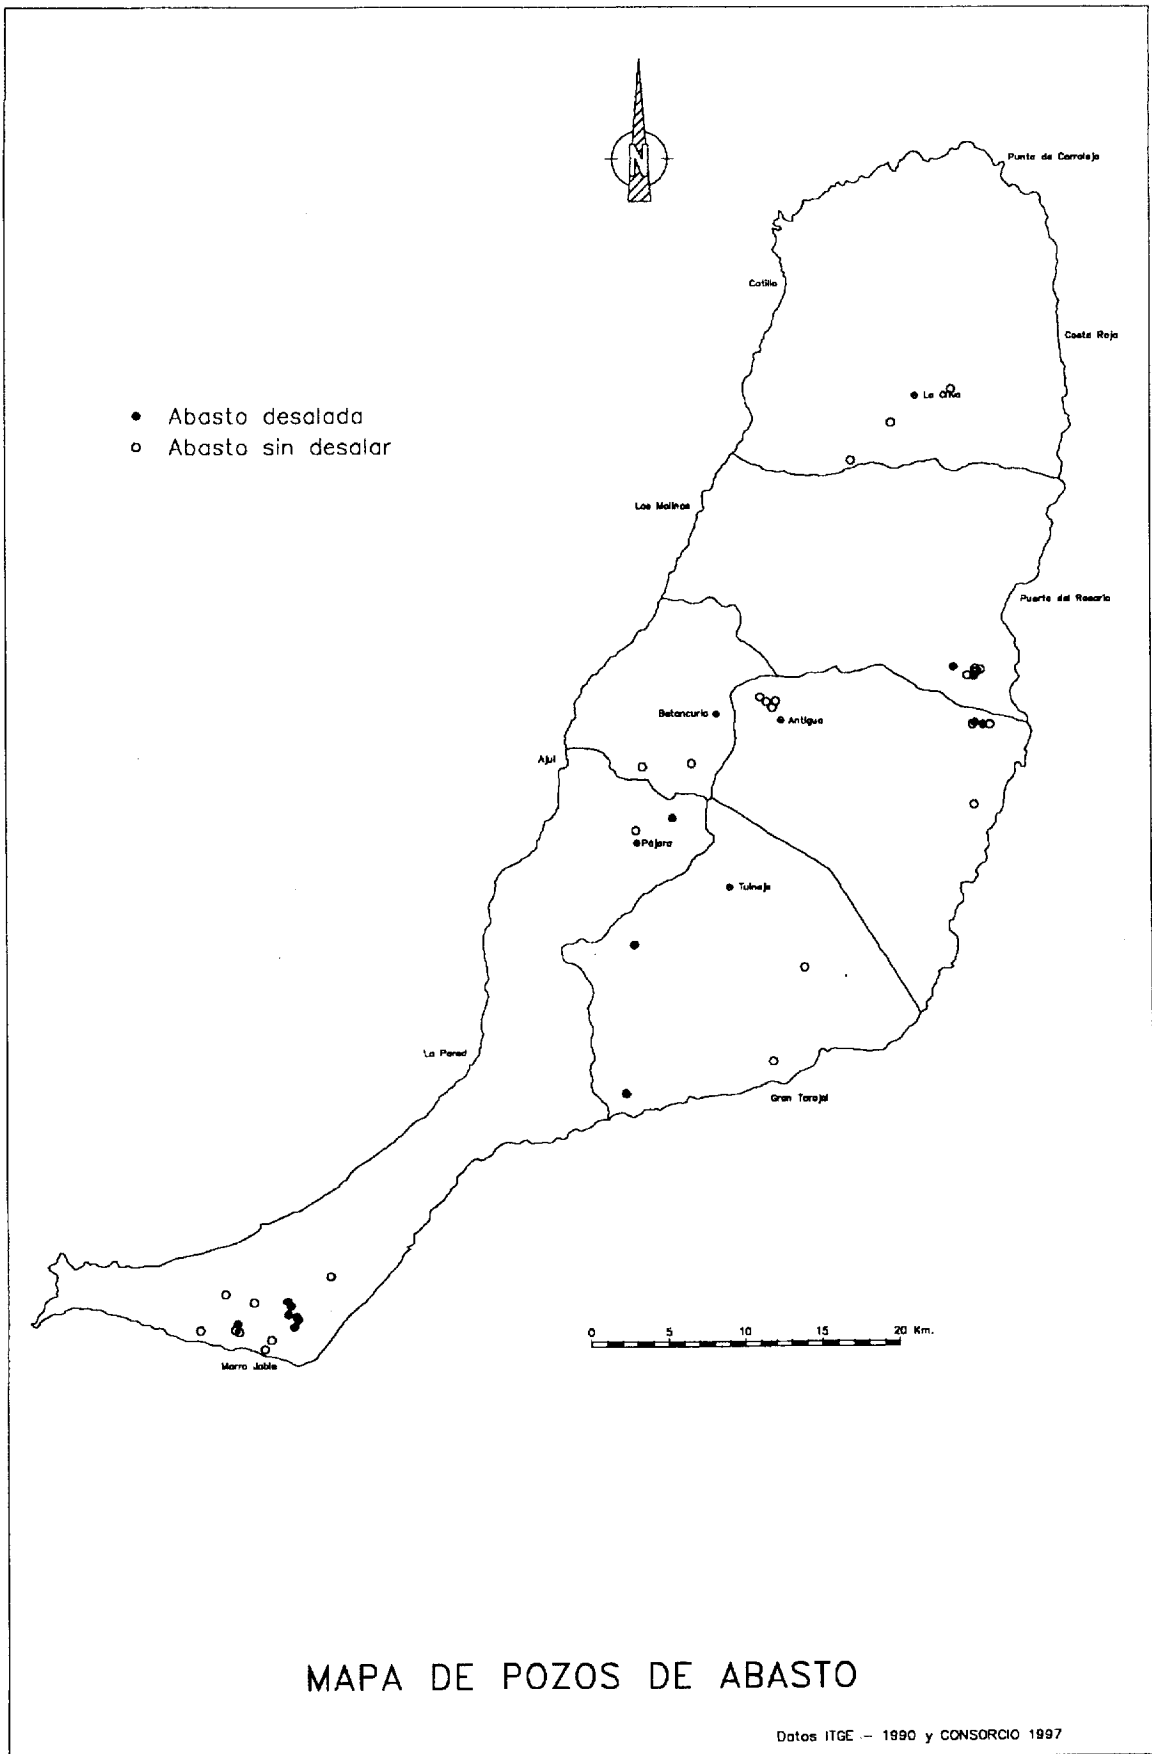 N
Punta de Corralejo
Cotillo
Costa Roja
La Oliva
Abasto desalada
Abasto sin desalar
Los Molinos
Puerto del Rosario
Betancuria
Antigua
Ajui
Pájara
Tuineje
La Pared
Gran Tarajal
0 5 10 15 20 Km.
Morro Jable
MAPA DE POZOS DE ABASTO
Datos ITGE - 1990 y CONSORCIO 1997